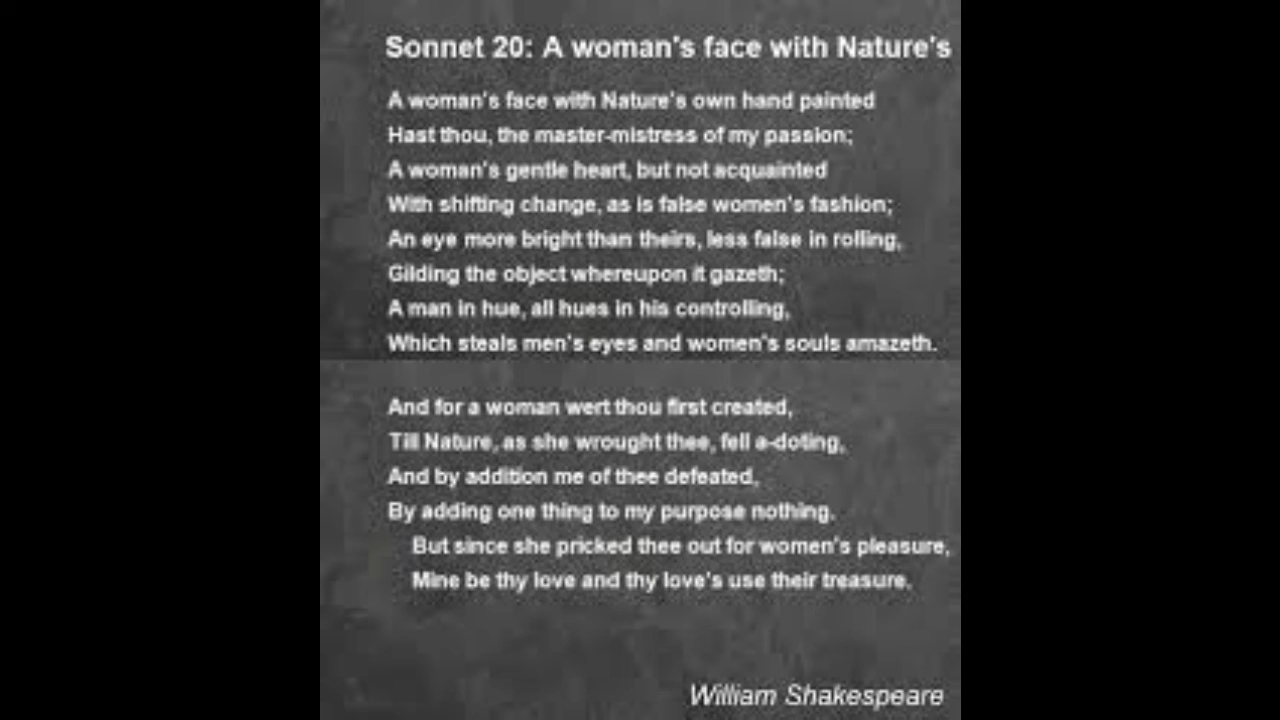 Sonnet 20: A woman's face with Nature's
A woman's face with Nature's own hand painted
Hast thou, the master-mistress of my passion;
A woman's gentle heart, but not acquainted
With shifting change, as is false women's fashion;
An eye more bright than theirs, less false in rolling,
Gilding the object whereupon it gazeth;
A man in hue, all hues in his controlling,
Which steals men's eyes and women's souls amazeth.
And for a woman wert thou first created,
Till Nature, as she wrought thee, fell a-doting,
And by addition me of thee defeated,
By adding one thing to my purpose nothing.
But since she pricked thee out for women's pleasure,
Mine be thy love and thy love's use their treasure.
William Shakespeare